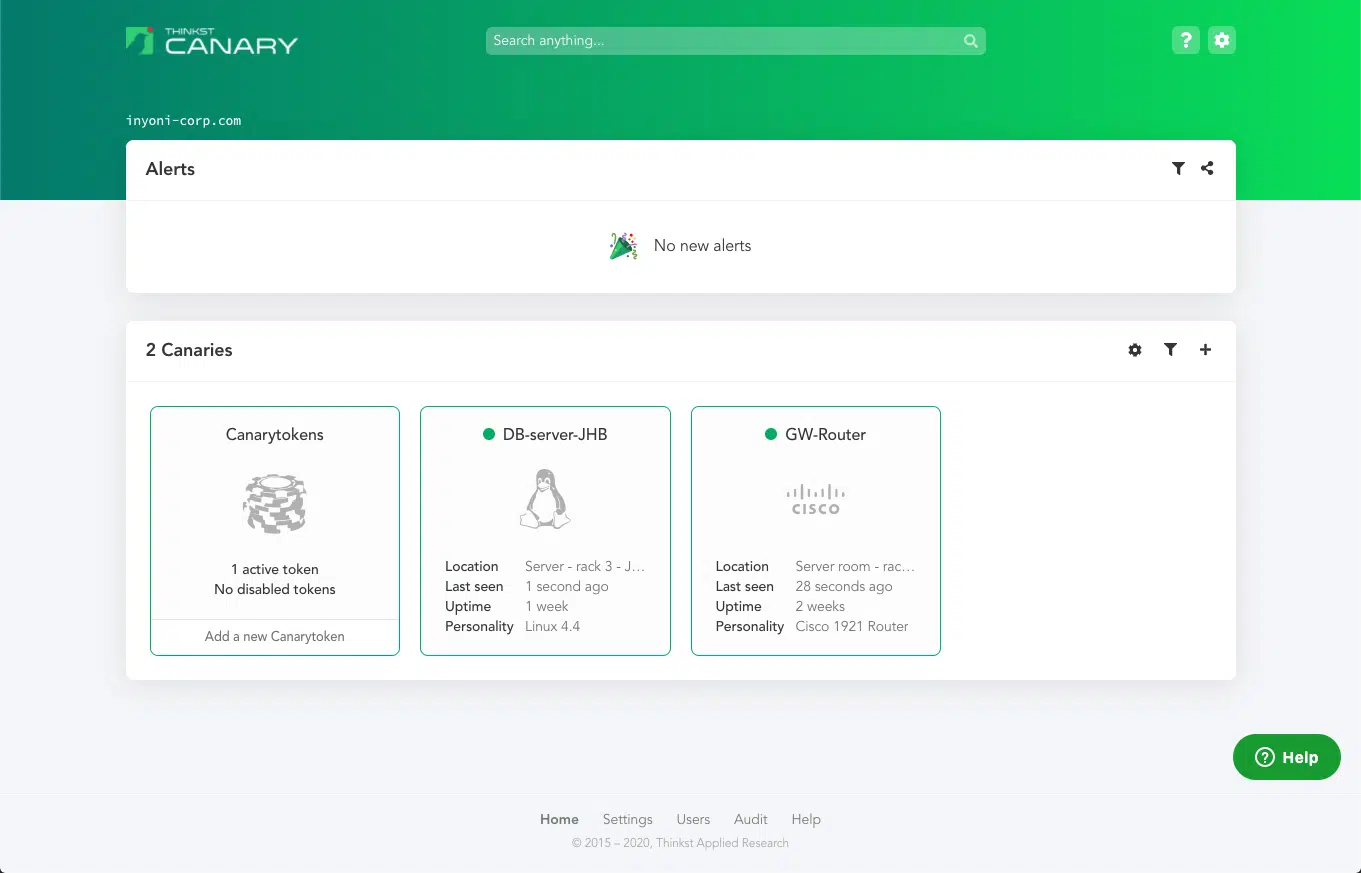 THINKST
CANARY
Search anything...
?
inyoni-corp.com
Alerts
No new alerts
2 Canaries
Canarytokens
1 active token
No disabled tokens
Add a new Canarytoken
DB-server-JHB
Location Server - rack 3 - J...
Last seen 1 second ago
Uptime 1 week
Personality Linux 4.4
GW-Router
CISCO
Location Server room - rac...
Last seen 28 seconds ago
Uptime 2 weeks
Personality Cisco 1921 Router
? Help
Home Settings Users Audit Help
© 2015 – 2020, Thinkst Applied Research